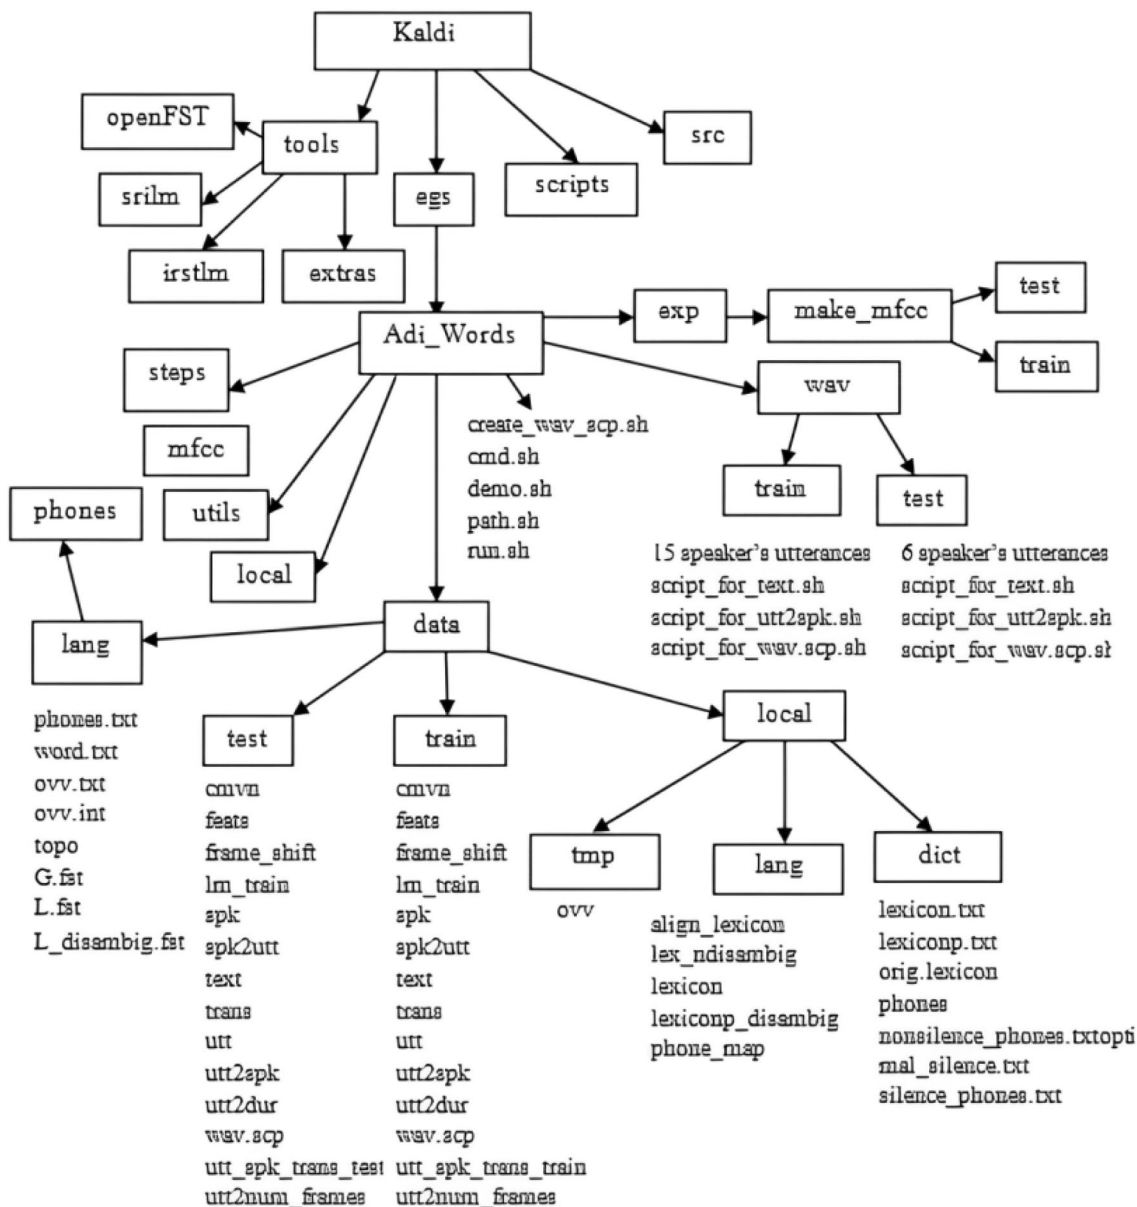 Kaldi
openFST
tools
src
srilm
egs
scripts
irstlm
extras
test
exp
make_mfcc
Adi_Words
train
steps
wav
create_wav_scp.sh
mfcc
cmd.sh
demo.sh
path.sh
run.sh
phones
utils
train
test
local
15 speaker's utterances
script_for_text.sh
script_for_utt2spk.sh
script_for_wav.scp.sh
6 speaker's utterances
script_for_text.sh
script_for_utt2spk.sh
script_for_wav.scp.sh
lang
data
phones.txt
word.txt
ovv.txt
ovv.int
topo
G.fst
L.fst
L_disambig.fst
test
cmvn
feats
frame_shift
lm_train
spk
spk2utt
text
trans
utt
utt2spk
utt2dur
wav.scp
utt_spk_trans_test
utt2num_frames
train
cmvn
feats
frame_shift
lm_train
spk
spk2utt
text
trans
utt
utt2spk
utt2dur
wav.scp
utt_spk_trans_train
utt2num_frames
local
tmp
ovv
lang
align_lexicon
lex_ndisambig
lexicon
lexiconp_disambig
phone_map
dict
lexicon.txt
lexiconp.txt
orig.lexicon
phones
nonsilence_phones.txtopti
mal_silence.txt
silence_phones.txt